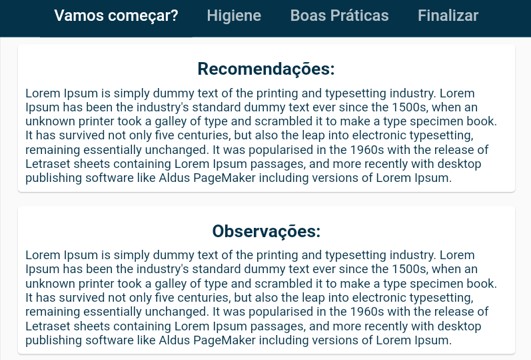 Vamos começar? Higiene Boas Práticas Finalizar
Recomendações:
Lorem Ipsum is simply dummy text of the printing and typesetting industry. Lorem
Ipsum has been the industry's standard dummy text ever since the 1500s, when an
unknown printer took a galley of type and scrambled it to make a type specimen book.
It has survived not only five centuries, but also the leap into electronic typesetting,
remaining essentially unchanged. It was popularised in the 1960s with the release of
Letraset sheets containing Lorem Ipsum passages, and more recently with desktop
publishing software like Aldus PageMaker including versions of Lorem Ipsum.
Observações:
Lorem Ipsum is simply dummy text of the printing and typesetting industry. Lorem
Ipsum has been the industry's standard dummy text ever since the 1500s, when an
unknown printer took a galley of type and scrambled it to make a type specimen book.
It has survived not only five centuries, but also the leap into electronic typesetting,
remaining essentially unchanged. It was popularised in the 1960s with the release of
Letraset sheets containing Lorem Ipsum passages, and more recently with desktop
publishing software like Aldus PageMaker including versions of Lorem Ipsum.